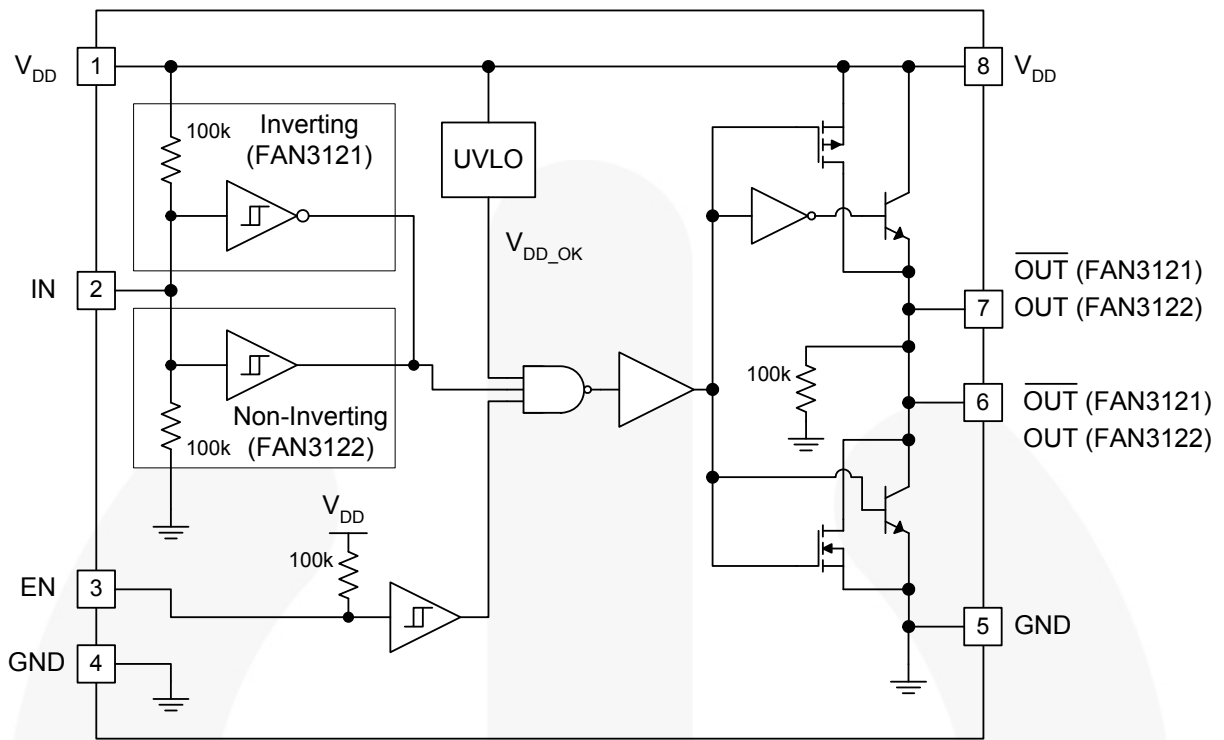 V_DD
1
8
V_DD
100k
Inverting
(FAN3121)
UVLO
V_DD_OK
IN
2
OUT (FAN3121)
7
OUT (FAN3122)
100k
Non-Inverting
(FAN3122)
100k
6
OUT (FAN3121)
OUT (FAN3122)
V_DD
100k
EN
3
5
GND
GND
4